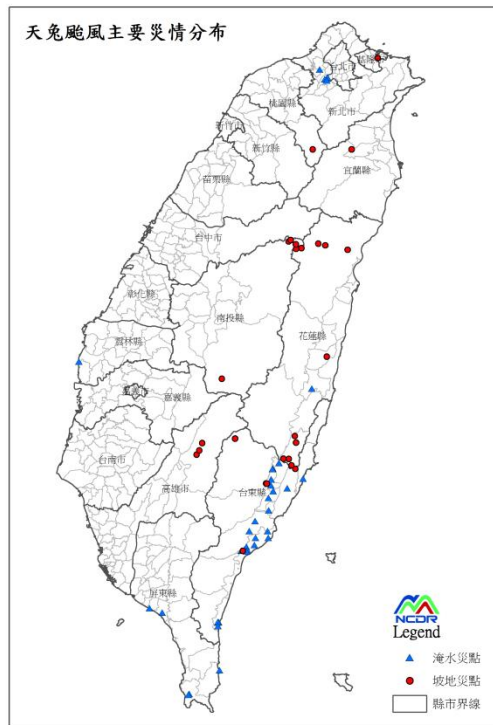 天兔颱風主要災情分布
基隆市
台北市
桃園縣
新北市
新竹市
新竹縣
宜蘭縣
苗栗縣
台中市
彰化縣
南投縣
花蓮縣
雲林縣
嘉義市
嘉義縣
台南市
高雄市
台東縣
屏東縣
NCDR
Legend
淹水災點
坡地災點
縣市界線